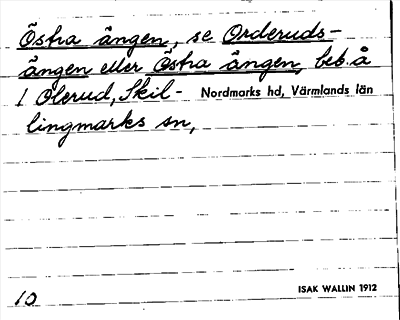 Östra ängen, se Orderuds-
ängen eller Östra ängen, beb. å
1 Olerud, Skil- Nordmarks hd, Värmlands län
lingmarks sn,
10
ISAK WALLIN 1912